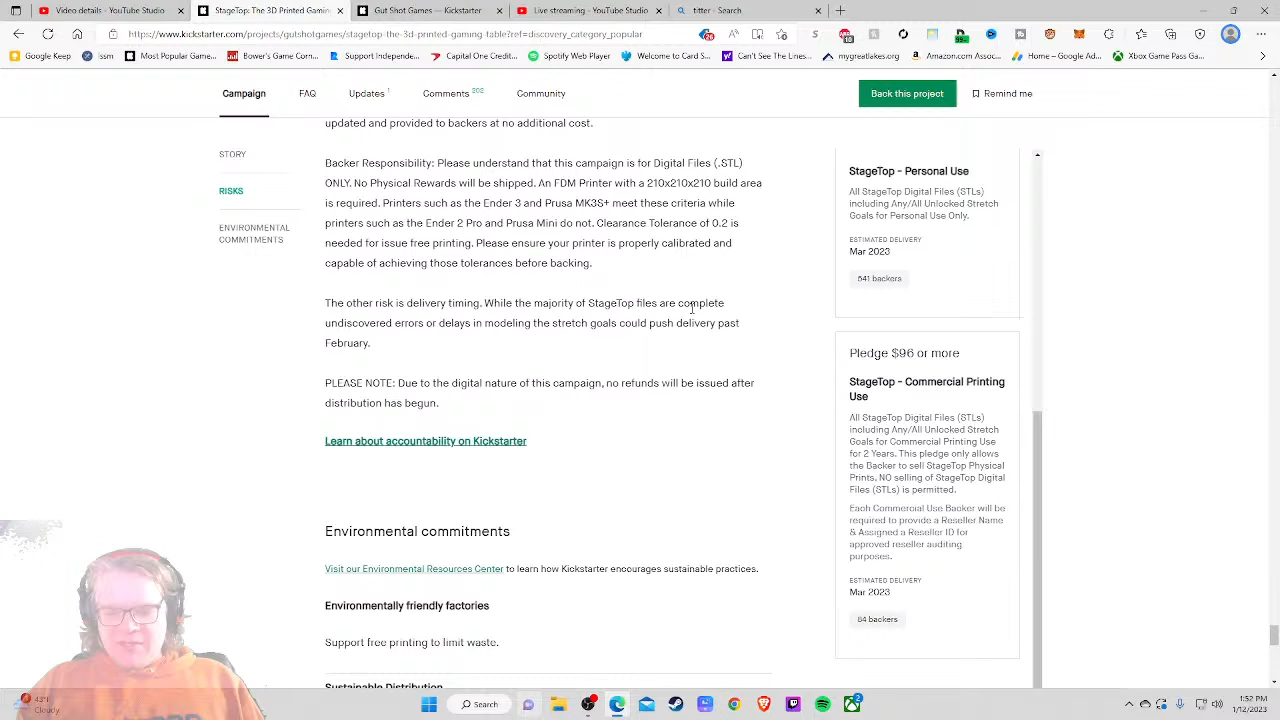 Video details - YouTube Studio
StageTop: The 3D Printed Gaming
Gut Shot Games — Kickstarter
Live streaming - YouTube Studio
titter - Search
https://www.kickstarter.com/projects/gutshotgames/stagetop-the-3d-printed-gaming-table?ref=discovery_category_popular
Google Keep
Most Popular Game...
Board's Game Corn...
Support Independe...
Capital One Credit...
Spotify Web Player
Welcome to Card S...
Can't See The Lines...
mygreatlakes.org
Amazon.com Assoc...
Home – Google Ad...
Xbox Game Pass Ga...
Campaign
FAQ
Updates 1
Comments 202
Community
Back this project
Remind me
STORY
RISKS
ENVIRONMENTAL
COMMITMENTS
updated and provided to backers at no additional cost.
Backer Responsibility: Please understand that this campaign is for Digital Files (.STL)
ONLY. No Physical Rewards will be shipped. An FDM Printer with a 210x210x210 build area
is required. Printers such as the Ender 3 and Prusa MK3S+ meet these criteria while
printers such as the Ender 2 Pro and Prusa Mini do not. Clearance Tolerance of 0.2 is
needed for issue free printing. Please ensure your printer is properly calibrated and
capable of achieving those tolerances before backing.
The other risk is delivery timing. While the majority of StageTop files are complete
undiscovered errors or delays in modeling the stretch goals could push delivery past
February.
PLEASE NOTE: Due to the digital nature of this campaign, no refunds will be issued after
distribution has begun.
Learn about accountability on Kickstarter
Environmental commitments
Visit our Environmental Resources Center to learn how Kickstarter encourages sustainable practices.
Environmentally friendly factories
Support free printing to limit waste.
Sustainable Distribution
StageTop - Personal Use
All StageTop Digital Files (STLs)
including Any/All Unlocked Stretch
Goals for Personal Use Only.
ESTIMATED DELIVERY
Mar 2023
541 backers
Pledge $96 or more
StageTop - Commercial Printing
Use
All StageTop Digital Files (STLs)
including Any/All Unlocked Stretch
Goals for Commercial Printing Use
for 2 Years. This pledge only allows
the Backer to sell StageTop Physical
Prints. NO selling of StageTop Digital
Files (STLs) is permitted.
Each Commercial Use Backer will be
required to provide a Reseller Name
& Assigned a Reseller ID for
approved reseller auditing
purposes.
ESTIMATED DELIVERY
Mar 2023
64 backers
43°F
Cloudy
Search
1:52 PM
1/12/2023